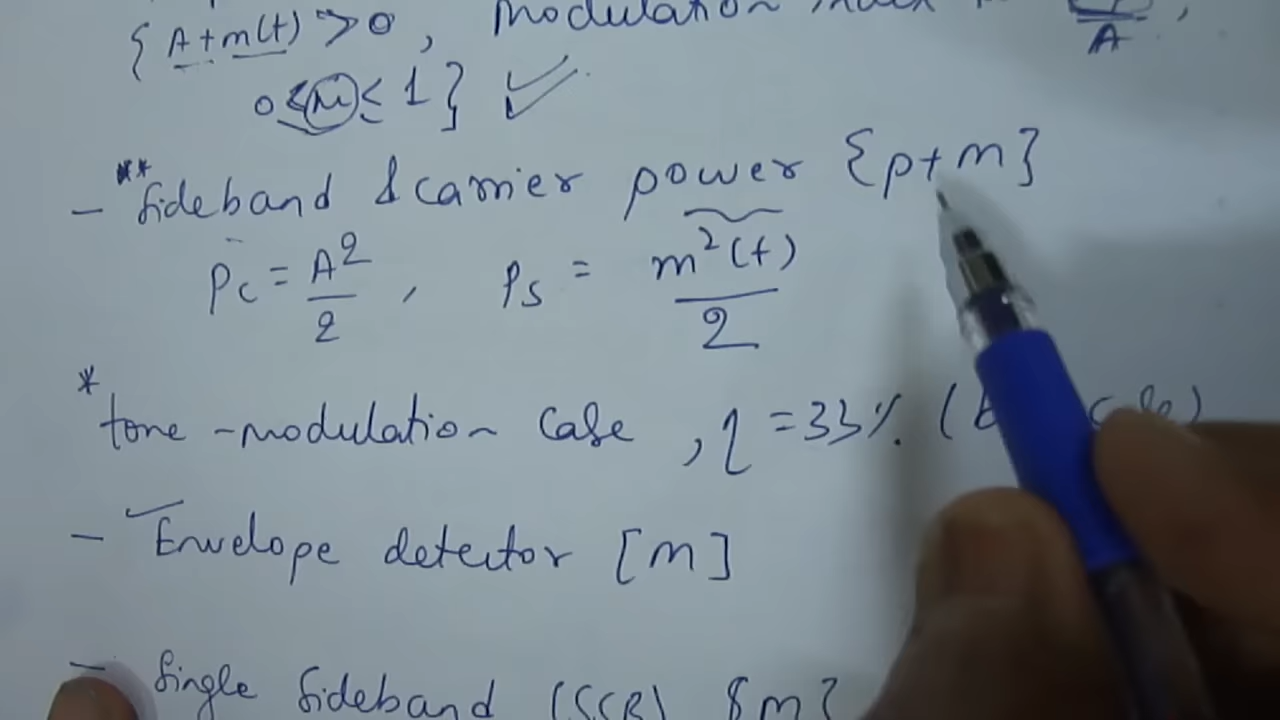 {A+m(t) >0, Modulation index
0≤μ≤1}
** Sideband & carrier power {p+m}
Pc = A²/2, Ps = m²(t)/2
* tone-modulation Case, η =33%. (
- Envelope detector [m]
- Single Sideband (SSB) {m}